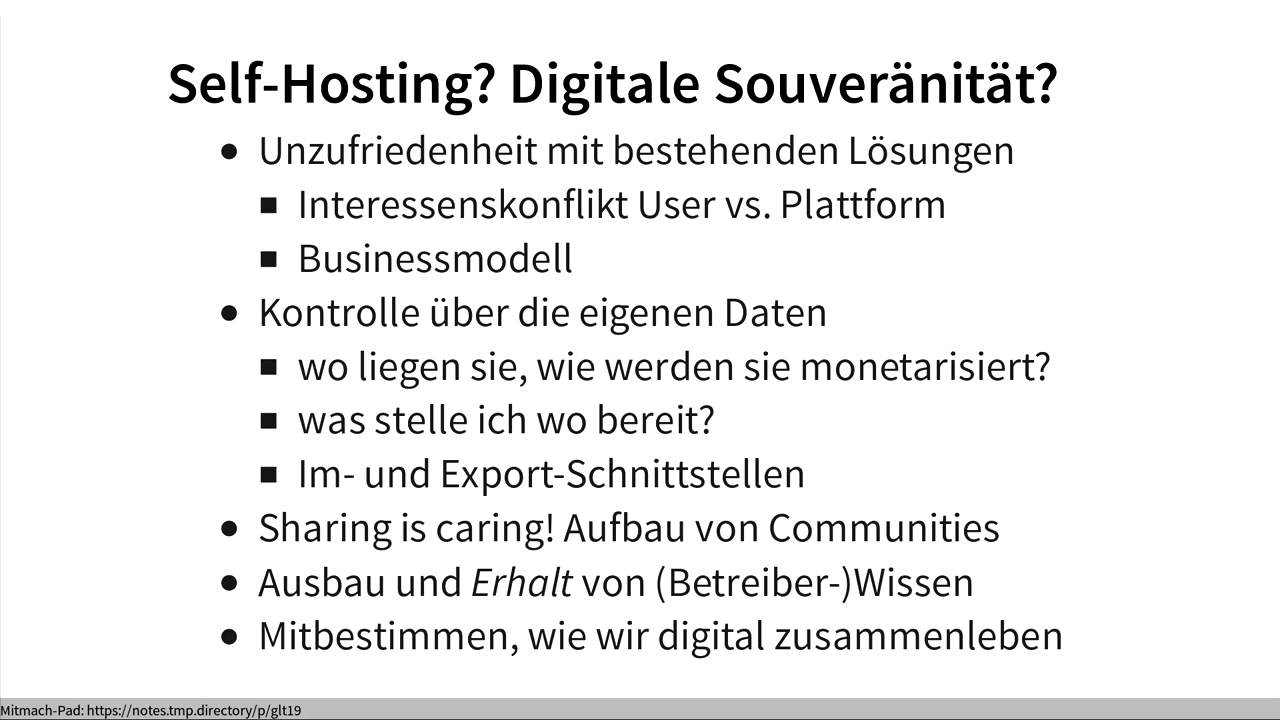 Self-Hosting? Digitale Souveränität?
• Unzufriedenheit mit bestehenden Lösungen
▪ Interessenskonflikt User vs. Plattform
▪ Businessmodell
• Kontrolle über die eigenen Daten
▪ wo liegen sie, wie werden sie monetarisiert?
▪ was stelle ich wo bereit?
▪ Im- und Export-Schnittstellen
• Sharing is caring! Aufbau von Communities
• Ausbau und Erhalt von (Betreiber-)Wissen
• Mitbestimmen, wie wir digital zusammenleben
Mitmach-Pad: https://notes.tmp.directory/p/glt19